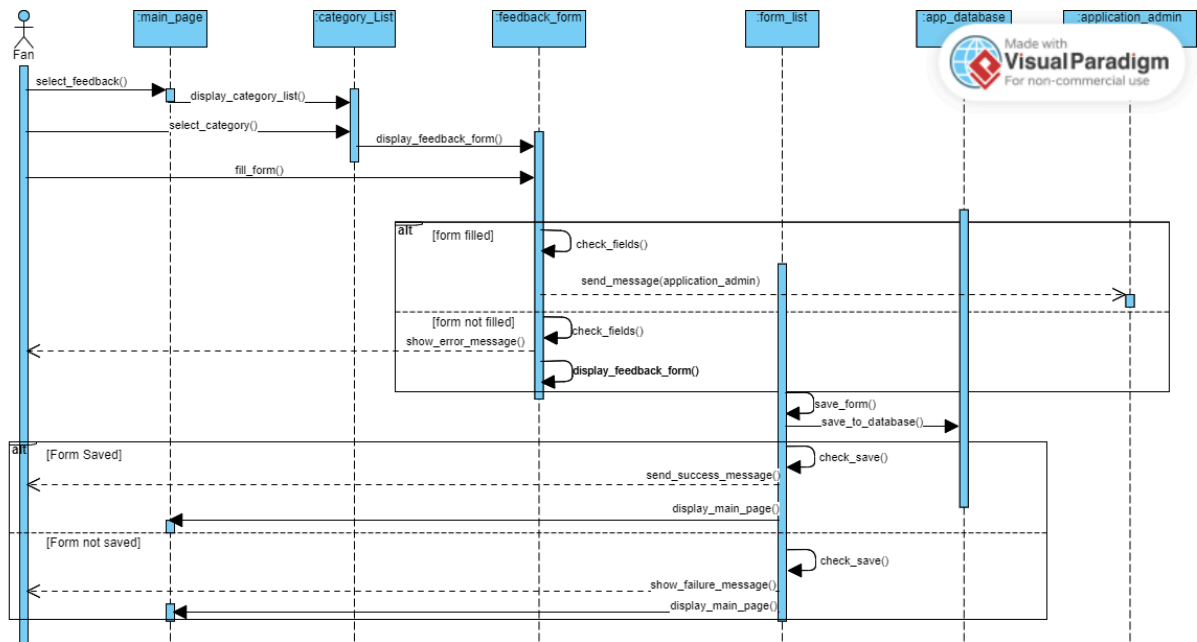 :main_page
:category_List
:feedback_form
:form_list
:app_database
:application_admin
Made with
Visual Paradigm
For non-commercial use
Fan
select_feedback()
display_category_list()
select_category()
display_feedback_form()
fill_form()
alt
[form filled]
check_fields()
send_message(application_admin)
[form not filled]
check_fields()
show_error_message()
display_feedback_form()
save_form()
save_to_database()
alt
[Form Saved]
check_save()
send_success_message()
display_main_page()
[Form not saved]
check_save()
show_failure_message()
display_main_page()